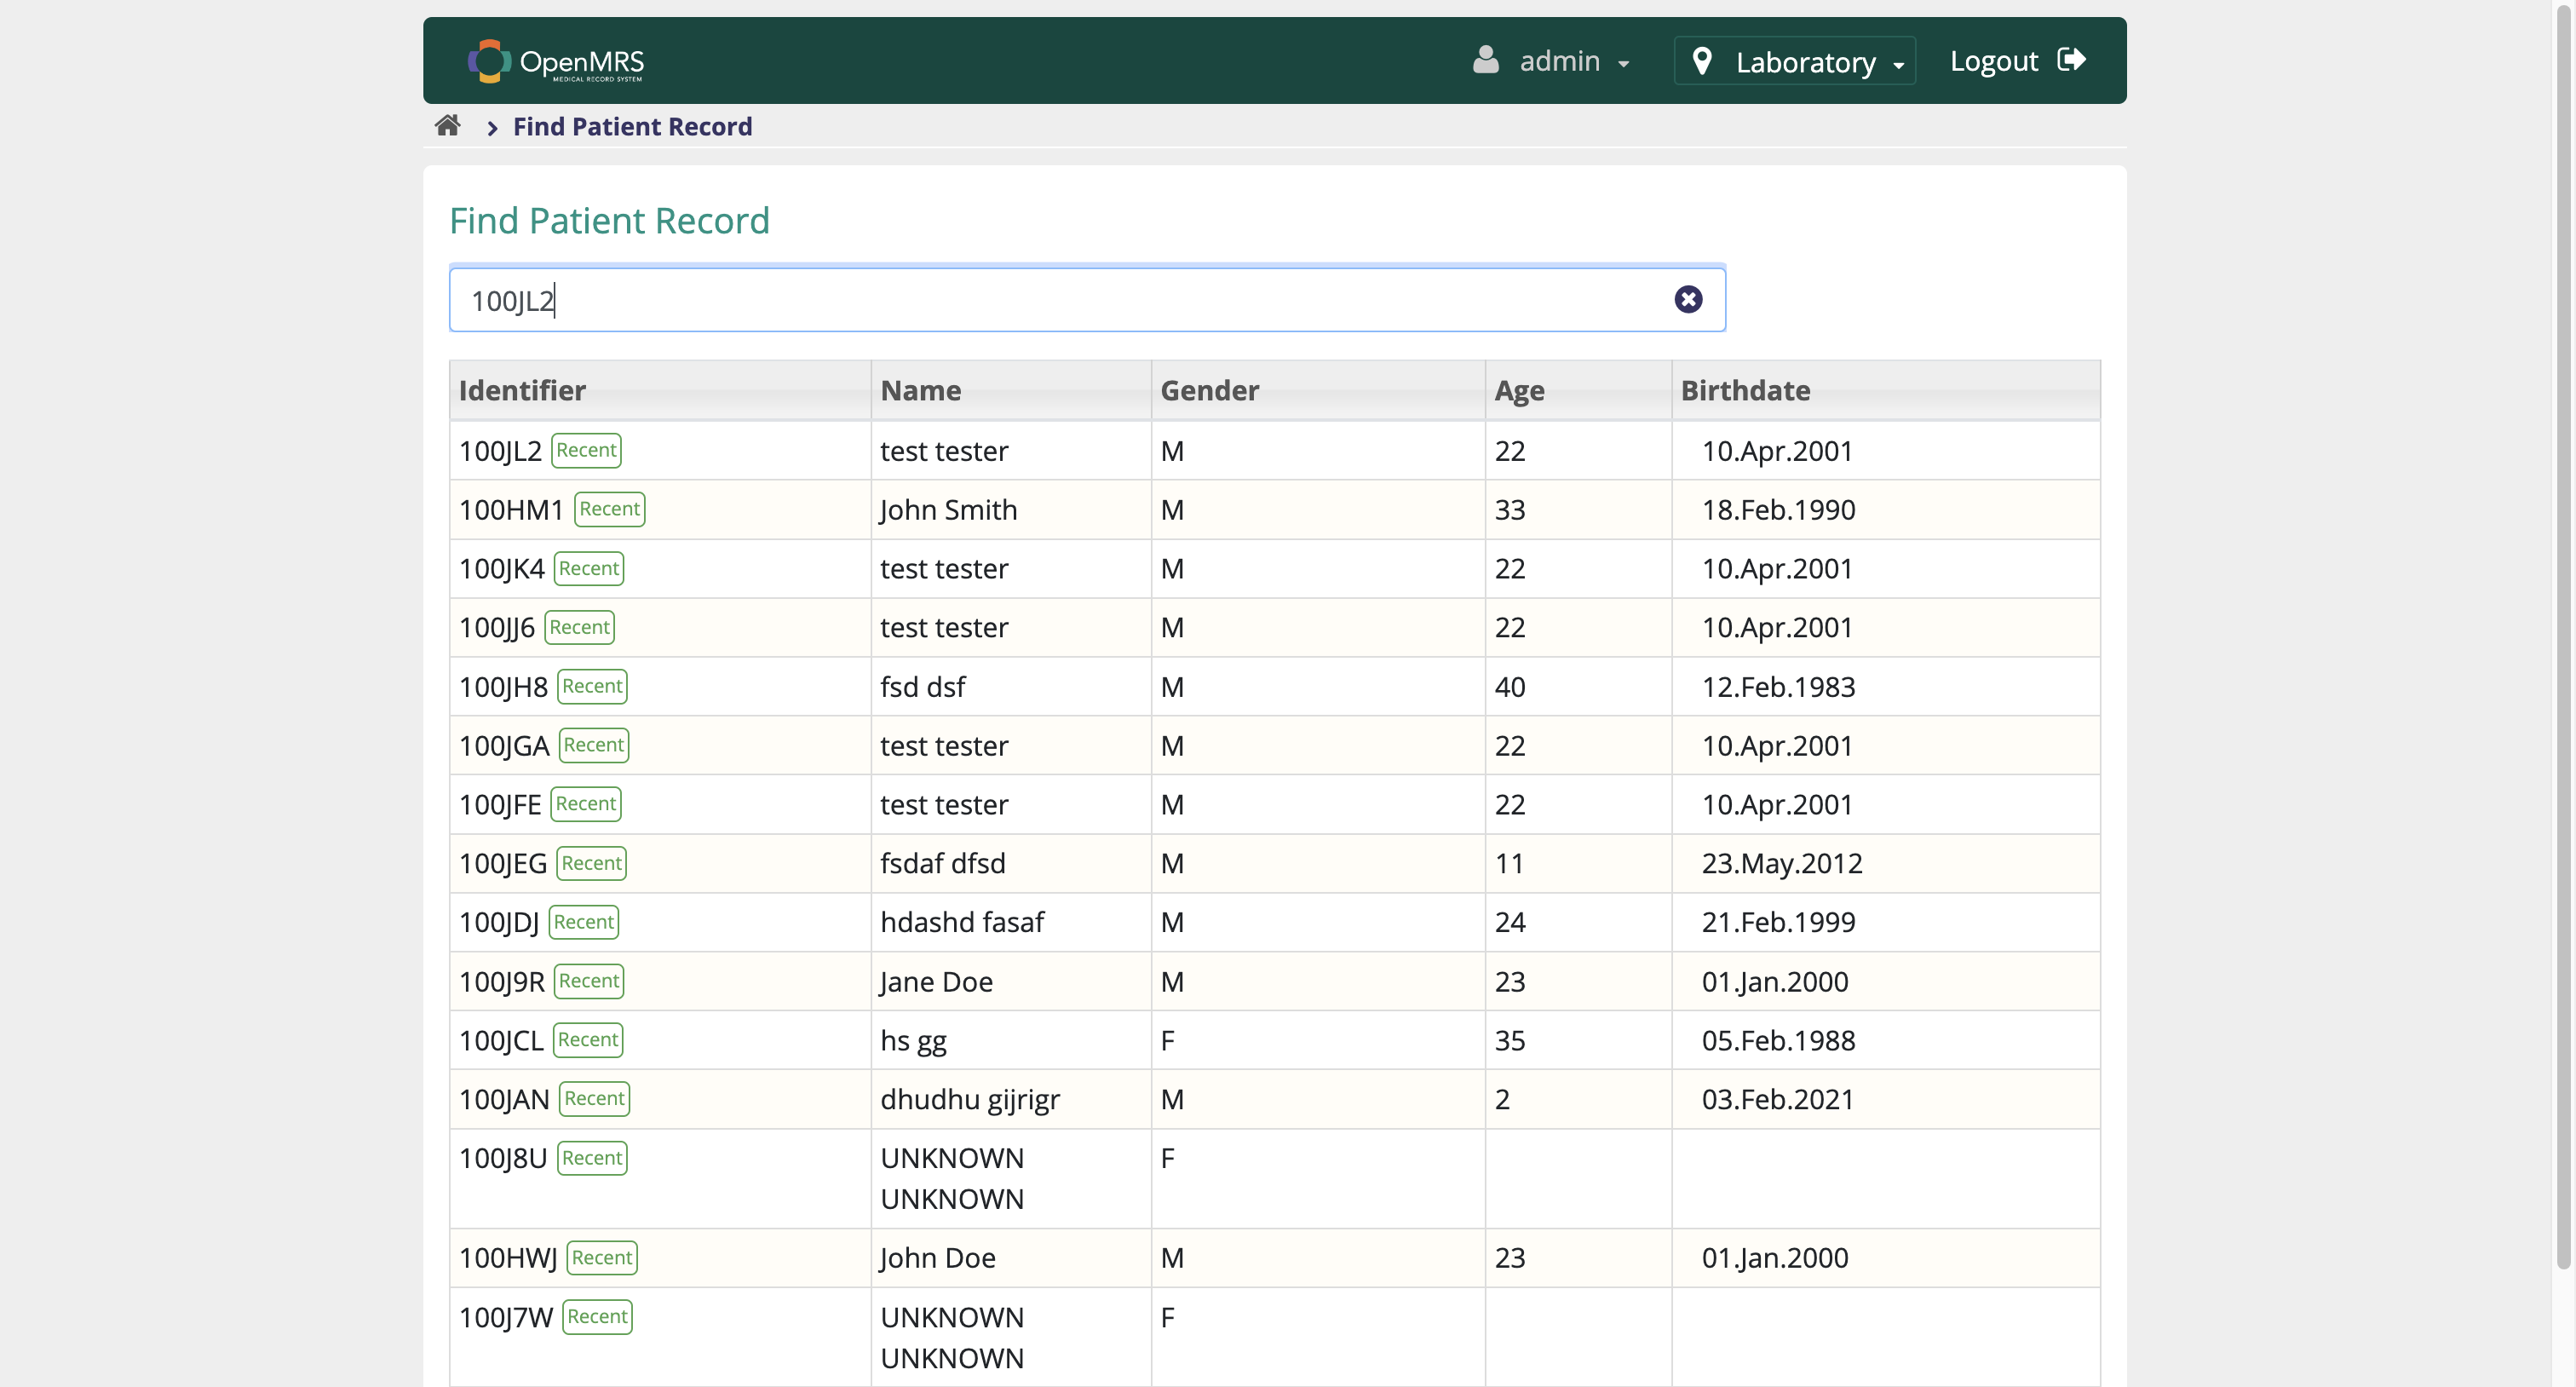 OpenMRS
MEDICAL RECORD SYSTEM
admin
Laboratory
Logout
Find Patient Record
Find Patient Record
100JL2
Identifier Name Gender Age Birthdate
100JL2 Recent test tester M 22 10.Apr.2001
100HM1 Recent John Smith M 33 18.Feb.1990
100JK4 Recent test tester M 22 10.Apr.2001
100JJ6 Recent test tester M 22 10.Apr.2001
100JH8 Recent fsd dsf M 40 12.Feb.1983
100JGA Recent test tester M 22 10.Apr.2001
100JFE Recent test tester M 22 10.Apr.2001
100JEG Recent fsdaf dfsd M 11 23.May.2012
100JDJ Recent hdashd fasaf M 24 21.Feb.1999
100J9R Recent Jane Doe M 23 01.Jan.2000
100JCL Recent hs gg F 35 05.Feb.1988
100JAN Recent dhudhu gijrigr M 2 03.Feb.2021
100J8U Recent UNKNOWN F
UNKNOWN
100HWJ Recent John Doe M 23 01.Jan.2000
100J7W Recent UNKNOWN F
UNKNOWN